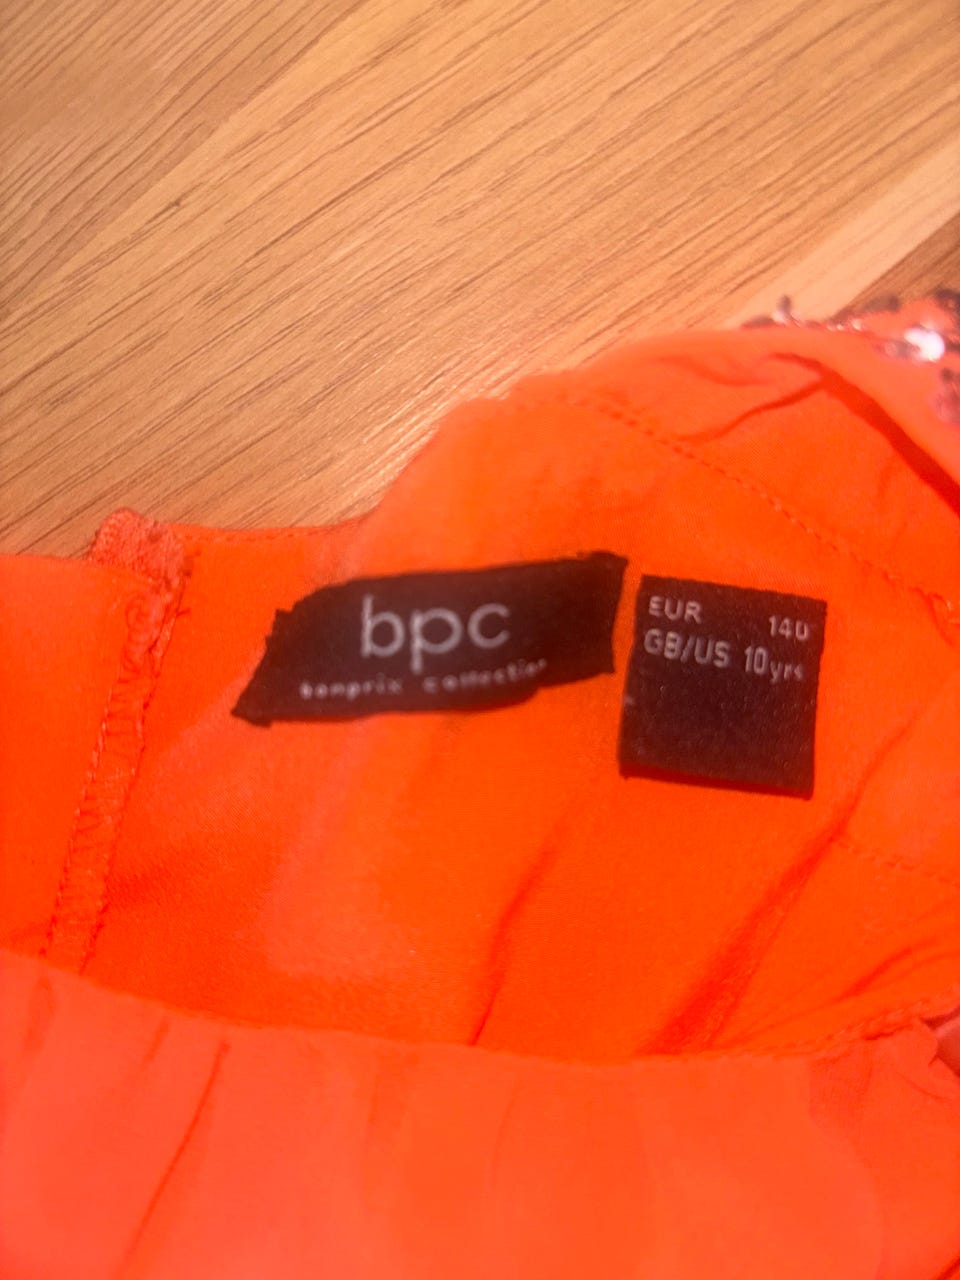 bpc
bonprix collection
EUR 140
GB/US 10yrs